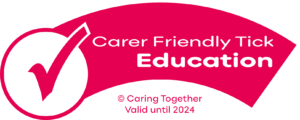 Carer Friendly Tick
Education
© Caring Together
Valid until 2024